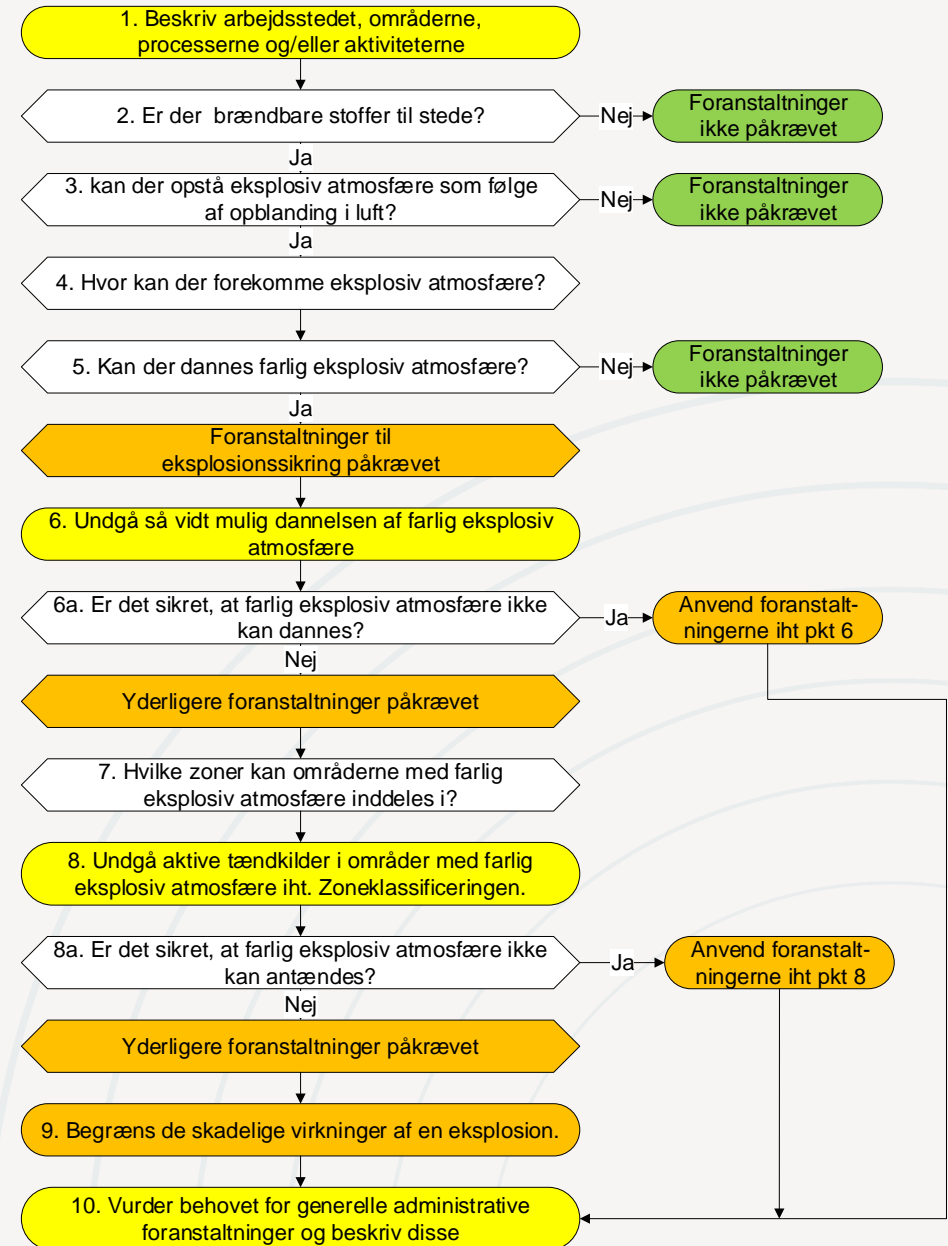 1. Beskriv arbejdsstedet, områderne,
processerne og/eller aktiviteterne
2. Er der brændbare stoffer til stede?
Nej
Foranstaltninger
ikke påkrævet
Ja
3. kan der opstå eksplosiv atmosfære som følge
af opblanding i luft?
Nej
Foranstaltninger
ikke påkrævet
Ja
4. Hvor kan der forekomme eksplosiv atmosfære?
5. Kan der dannes farlig eksplosiv atmosfære?
Nej
Foranstaltninger
ikke påkrævet
Ja
Foranstaltninger til
eksplosionssikring påkrævet
6. Undgå så vidt mulig dannelsen af farlig eksplosiv
atmosfære
6a. Er det sikret, at farlig eksplosiv atmosfære ikke
kan dannes?
Ja
Anvend foranstalt-
ningerne iht pkt 6
Nej
Yderligere foranstaltninger påkrævet
7. Hvilke zoner kan områderne med farlig
eksplosiv atmosfære inddeles i?
8. Undgå aktive tændkilder i områder med farlig
eksplosiv atmosfære iht. Zoneklassificeringen.
8a. Er det sikret, at farlig eksplosiv atmosfære ikke
kan antændes?
Ja
Anvend foranstalt-
ningerne iht pkt 8
Nej
Yderligere foranstaltninger påkrævet
9. Begræns de skadelige virkninger af en eksplosion.
10. Vurder behovet for generelle administrative
foranstaltninger og beskriv disse